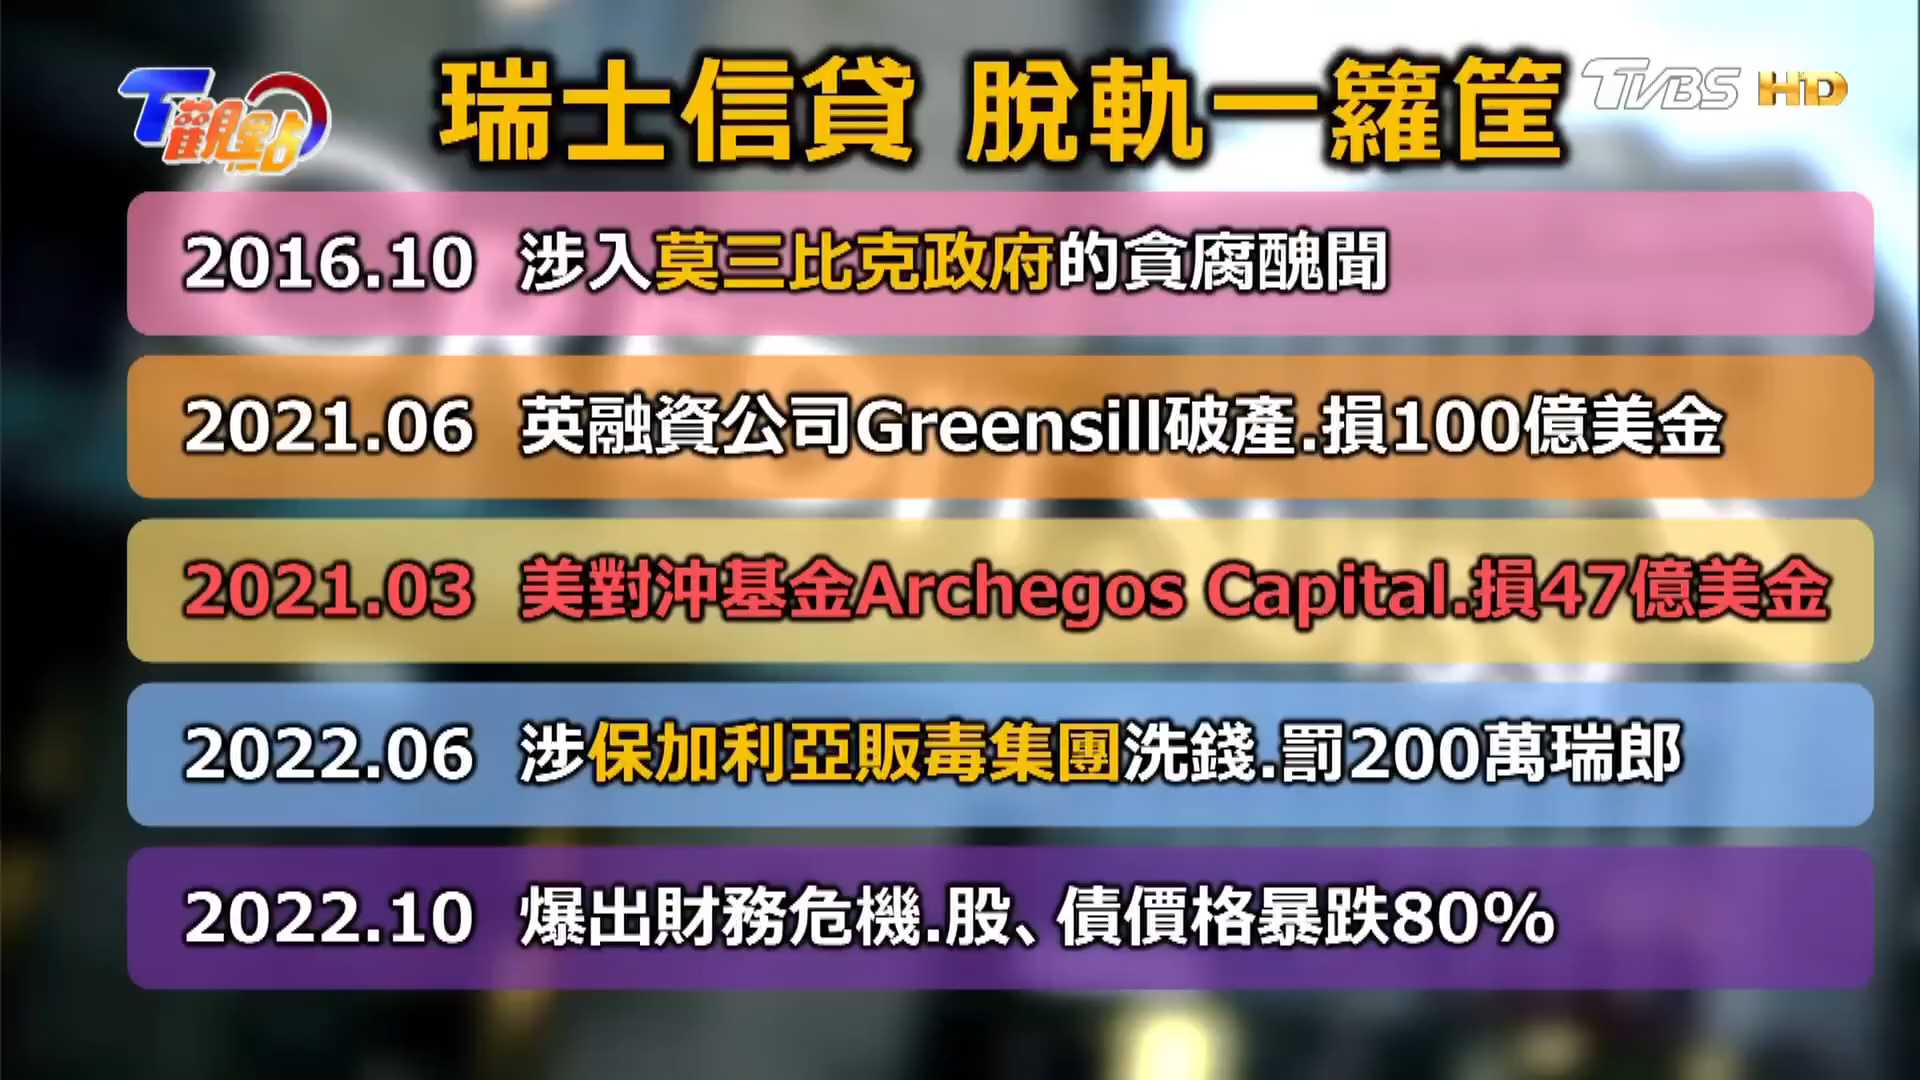 T觀點
瑞士信貸 脫軌一籮筐
TVBS HD
2016.10 涉入莫三比克政府的貪腐醜聞
2021.06 英融資公司Greensill破產.損100億美金
2021.03 美對沖基金Archegos Capital.損47億美金
2022.06 涉保加利亞販毒集團洗錢.罰200萬瑞郎
2022.10 爆出財務危機.股、債價格暴跌80%